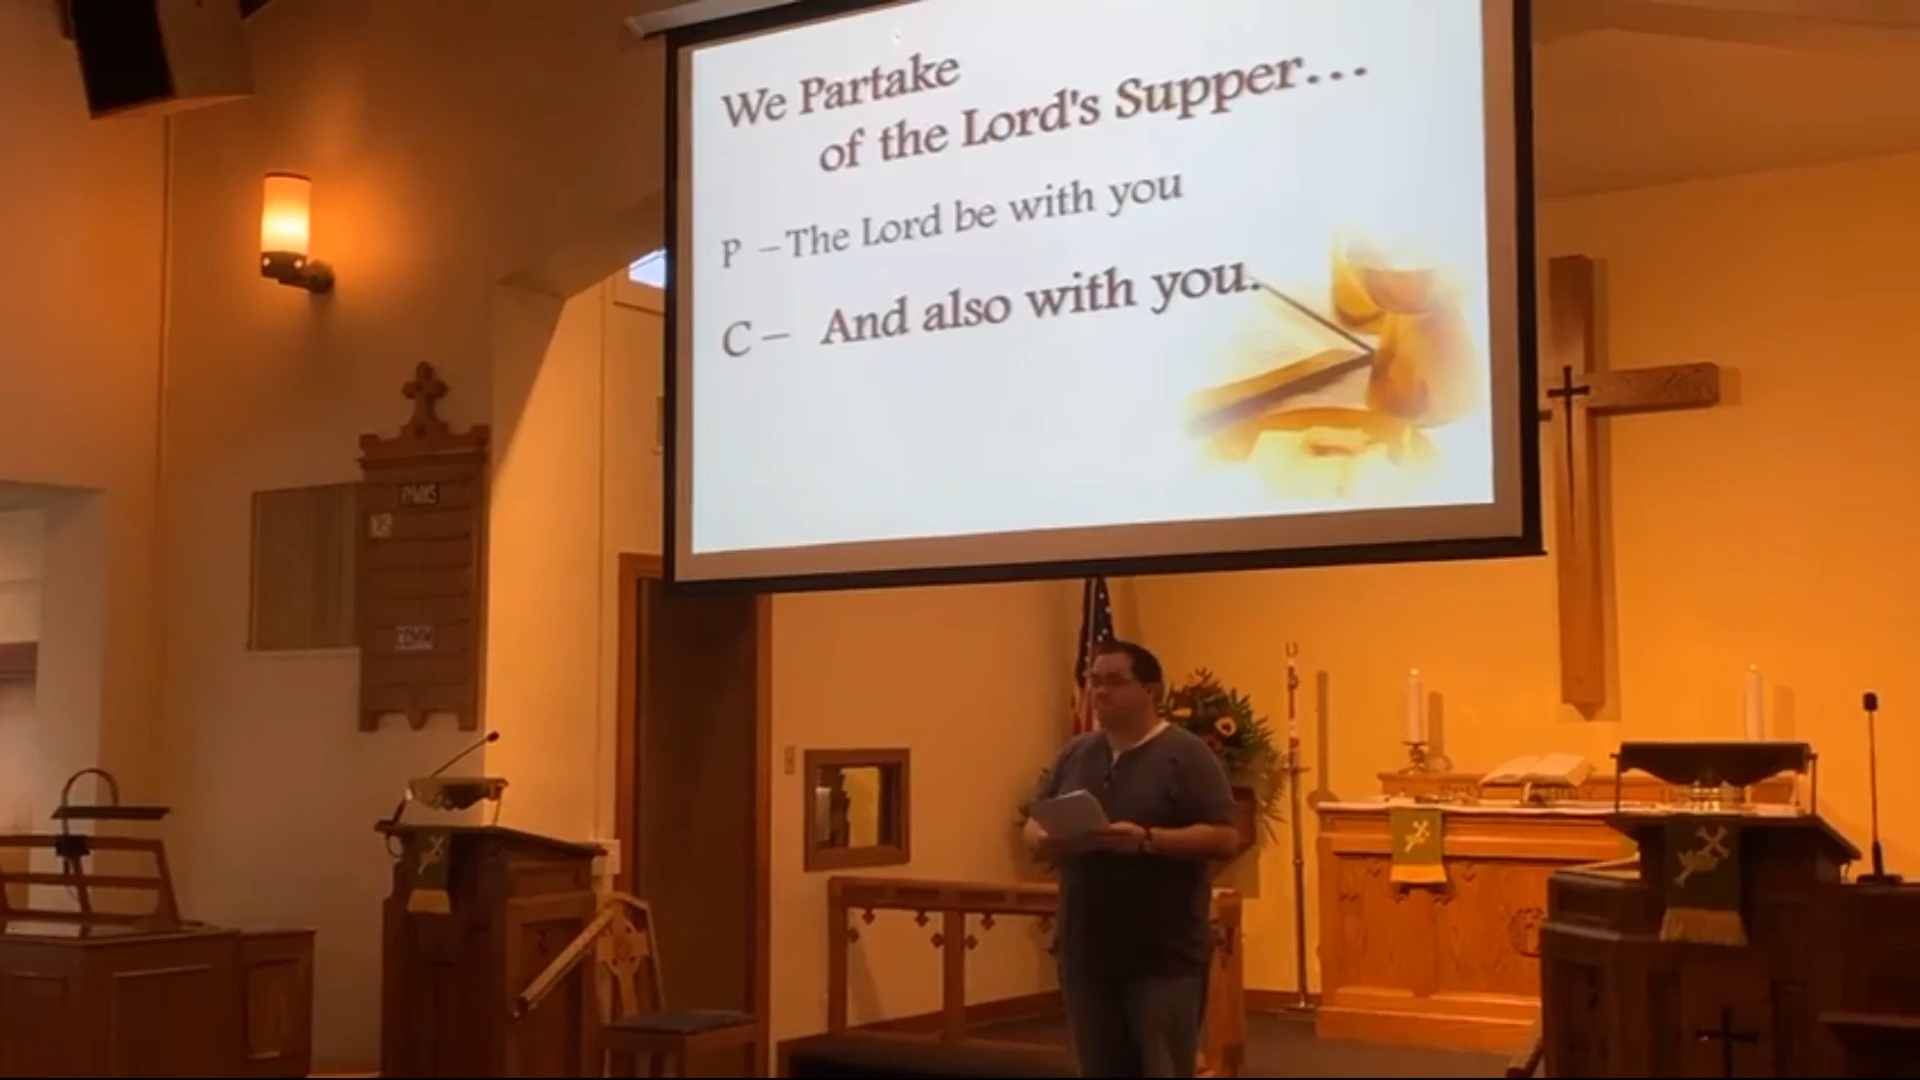 We Partake
of the Lord's Supper...
P – The Lord be with you
C – And also with you.